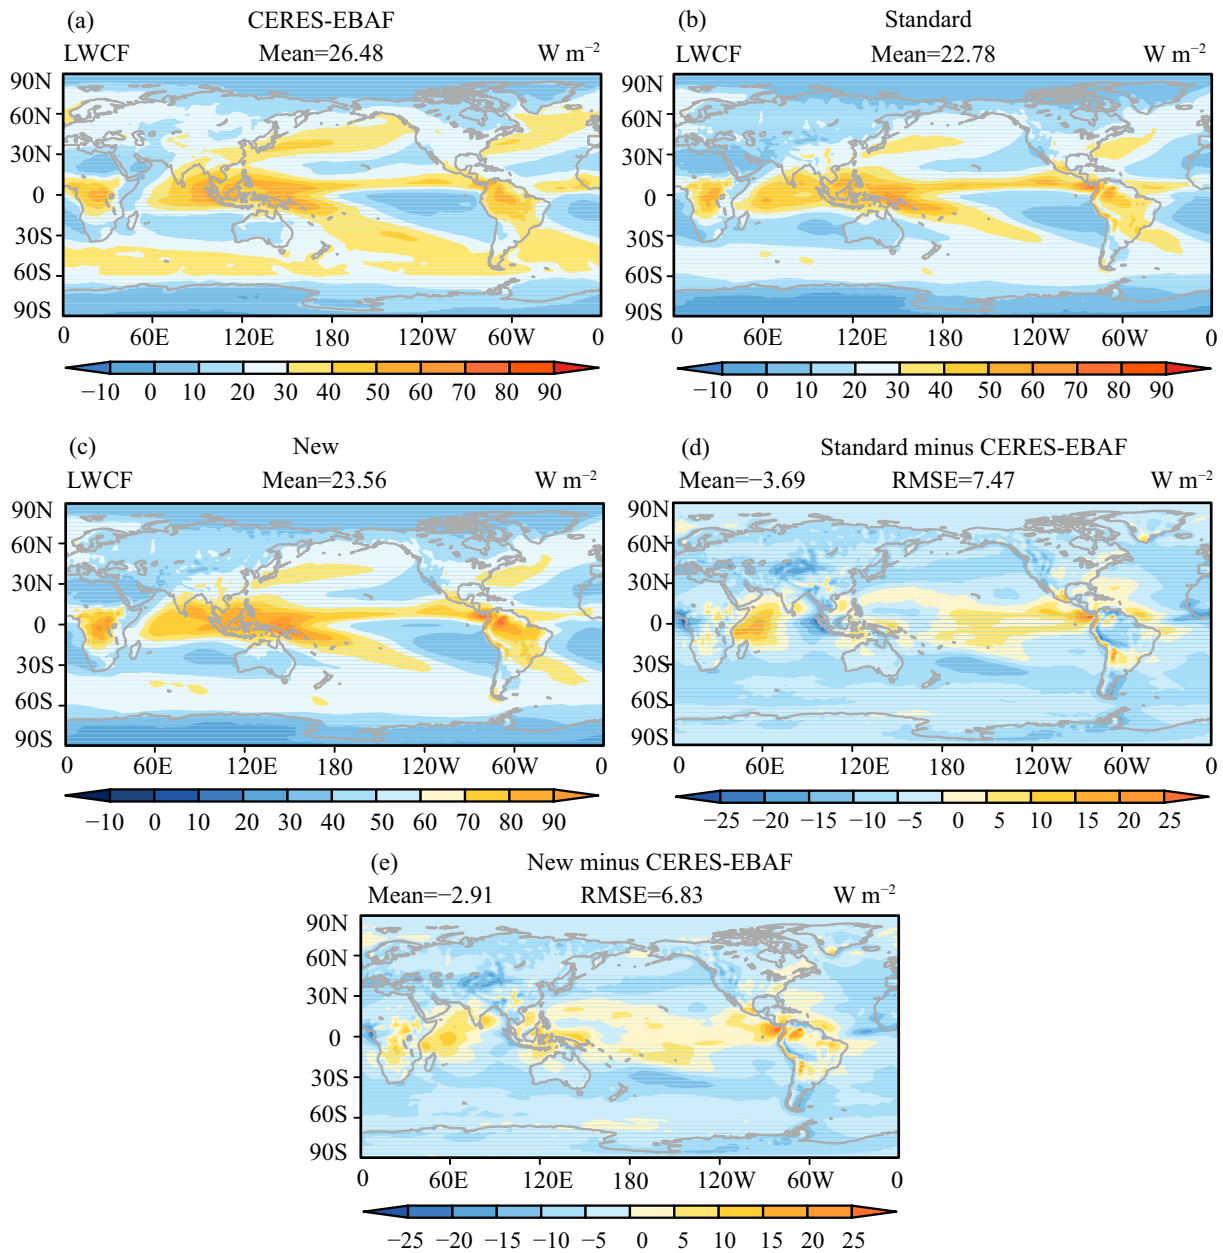 (a) CERES-EBAF
LWCF Mean=26.48 W m⁻²
90N
60N
30N
0
30S
60S
90S
0 60E 120E 180 120W 60W 0
−10 0 10 20 30 40 50 60 70 80 90
(b) Standard
LWCF Mean=22.78 W m⁻²
90N
60N
30N
0
30S
60S
90S
0 60E 120E 180 120W 60W 0
−10 0 10 20 30 40 50 60 70 80 90
(c) New
LWCF Mean=23.56 W m⁻²
90N
60N
30N
0
30S
60S
90S
0 60E 120E 180 120W 60W 0
−10 0 10 20 30 40 50 60 70 80 90
(d) Standard minus CERES-EBAF
Mean=−3.69 RMSE=7.47 W m⁻²
90N
60N
30N
0
30S
60S
90S
0 60E 120E 180 120W 60W 0
−25 −20 −15 −10 −5 0 5 10 15 20 25
(e) New minus CERES-EBAF
Mean=−2.91 RMSE=6.83 W m⁻²
90N
60N
30N
0
30S
60S
90S
0 60E 120E 180 120W 60W 0
−25 −20 −15 −10 −5 0 5 10 15 20 25